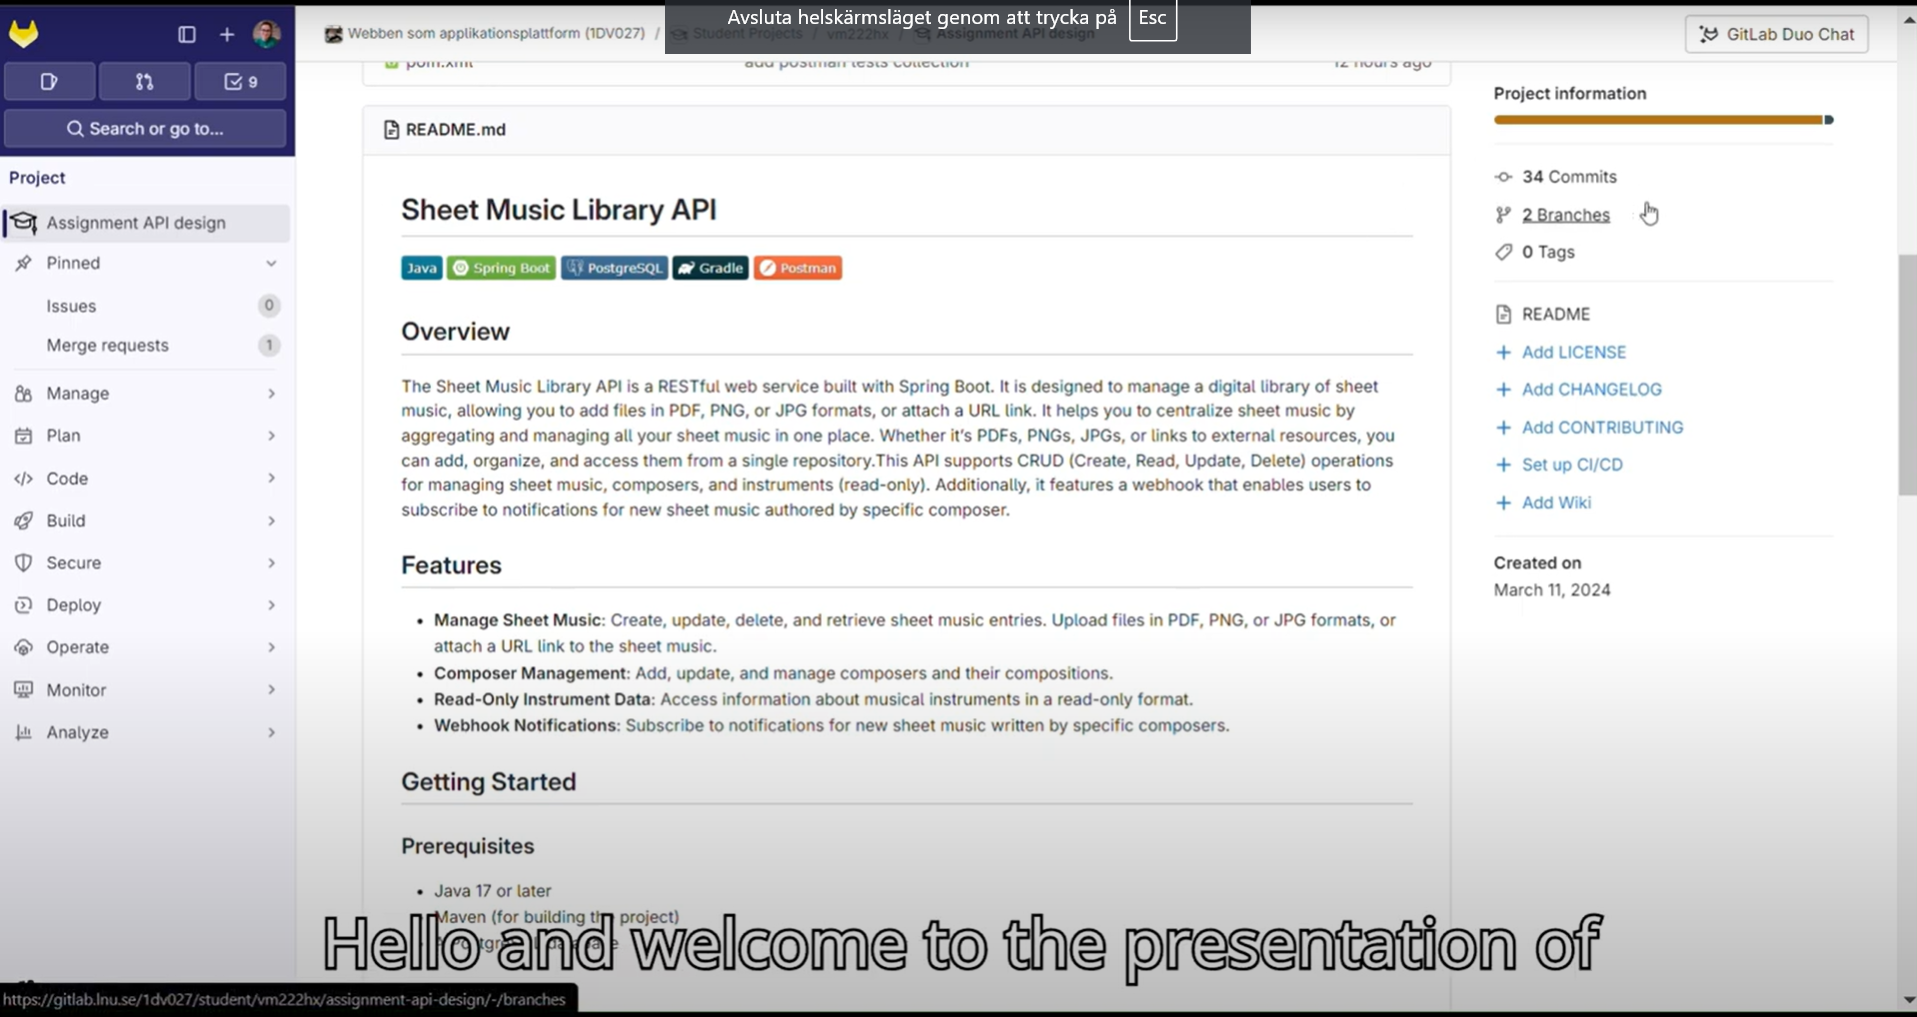 Avsluta helskärmsläget genom att trycka på Esc
Webben som applikationsplattform (1DV027) / Student Projects / vm222hx / Assignment API design
GitLab Duo Chat
9
Search or go to...
Project
Assignment API design
Pinned
Issues 0
Merge requests 1
Manage
Plan
Code
Build
Secure
Deploy
Operate
Monitor
Analyze
pom.xml add postman tests collection 12 hours ago
README.md
Sheet Music Library API
Java Spring Boot PostgreSQL Gradle Postman
Overview
The Sheet Music Library API is a RESTful web service built with Spring Boot. It is designed to manage a digital library of sheet
music, allowing you to add files in PDF, PNG, or JPG formats, or attach a URL link. It helps you to centralize sheet music by
aggregating and managing all your sheet music in one place. Whether it's PDFs, PNGs, JPGs, or links to external resources, you
can add, organize, and access them from a single repository.This API supports CRUD (Create, Read, Update, Delete) operations
for managing sheet music, composers, and instruments (read-only). Additionally, it features a webhook that enables users to
subscribe to notifications for new sheet music authored by specific composer.
Features
• Manage Sheet Music: Create, update, delete, and retrieve sheet music entries. Upload files in PDF, PNG, or JPG formats, or
attach a URL link to the sheet music.
• Composer Management: Add, update, and manage composers and their compositions.
• Read-Only Instrument Data: Access information about musical instruments in a read-only format.
• Webhook Notifications: Subscribe to notifications for new sheet music written by specific composers.
Getting Started
Prerequisites
• Java 17 or later
Maven (for building the project)
Hello and welcome to the presentation of
https://gitlab.lnu.se/1dv027/student/vm222hx/assignment-api-design/-/branches
Project information
34 Commits
2 Branches
0 Tags
README
+ Add LICENSE
+ Add CHANGELOG
+ Add CONTRIBUTING
+ Set up CI/CD
+ Add Wiki
Created on
March 11, 2024